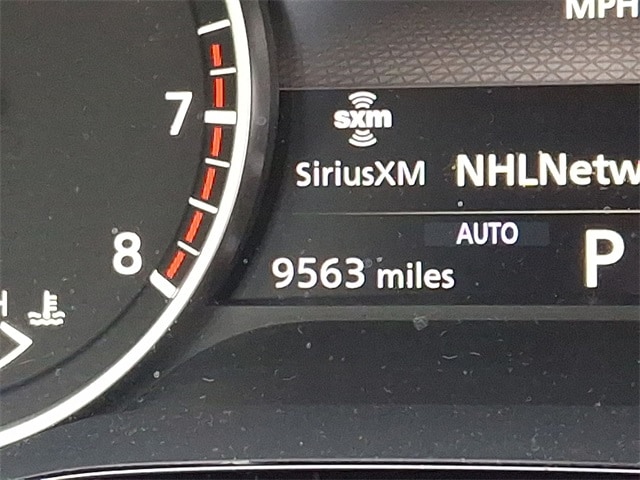 MPH
7
sxm
SiriusXM NHLNetw
AUTO
8
9563 miles
P
H